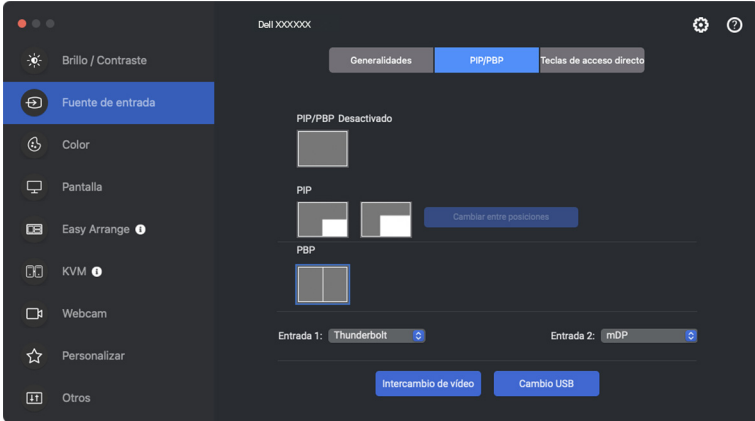 Dell XXXXXX
Brillo / Contraste
Fuente de entrada
Color
Pantalla
Easy Arrange
KVM
Webcam
Personalizar
Otros
Generalidades
PIP/PBP
Teclas de acceso directo
PIP/PBP Desactivado
PIP
Cambiar entre posiciones
PBP
Entrada 1: Thunderbolt
Entrada 2: mDP
Intercambio de vídeo
Cambio USB